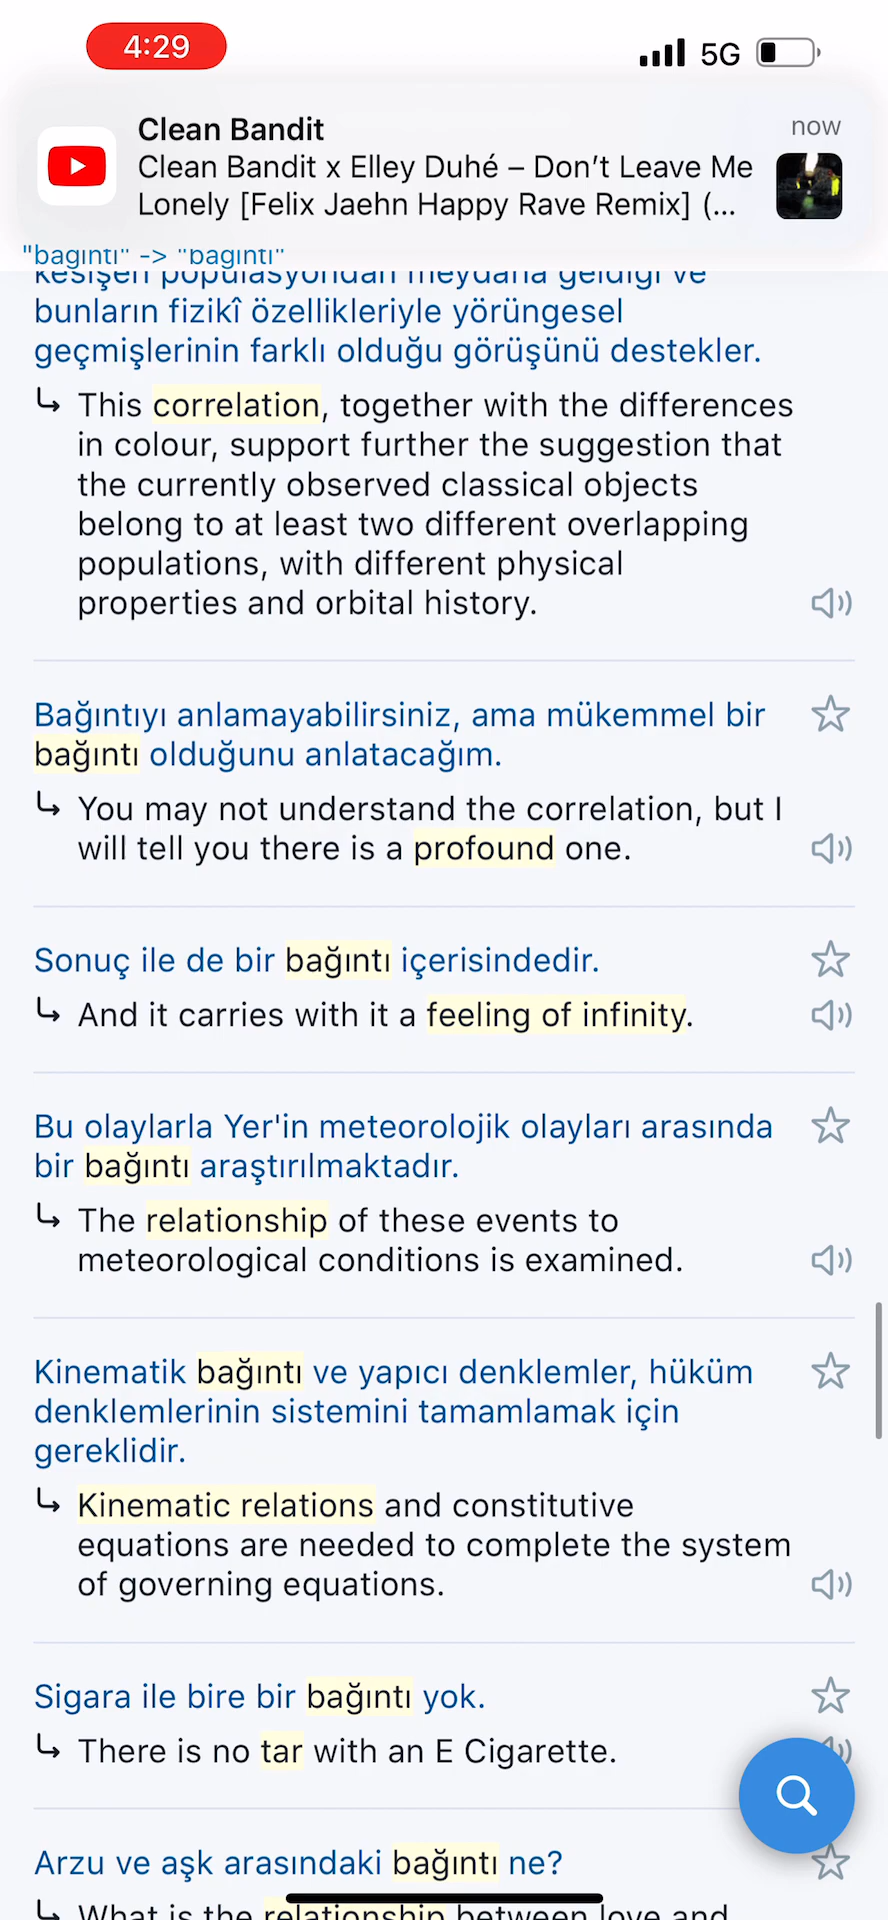 4:29
5G
Clean Bandit
now
Clean Bandit x Elley Duhé – Don’t Leave Me
Lonely [Felix Jaehn Happy Rave Remix] (...
"bagıntı" -> "bagıntı"
kesişen populasyondan meydana geldiği ve
bunların fizikî özellikleriyle yörüngesel
geçmişlerinin farklı olduğu görüşünü destekler.
This correlation, together with the differences
in colour, support further the suggestion that
the currently observed classical objects
belong to at least two different overlapping
populations, with different physical
properties and orbital history.
Bağıntıyı anlamayabilirsiniz, ama mükemmel bir
bağıntı olduğunu anlatacağım.
You may not understand the correlation, but I
will tell you there is a profound one.
Sonuç ile de bir bağıntı içerisindedir.
And it carries with it a feeling of infinity.
Bu olaylarla Yer'in meteorolojik olayları arasında
bir bağıntı araştırılmaktadır.
The relationship of these events to
meteorological conditions is examined.
Kinematik bağıntı ve yapıcı denklemler, hüküm
denklemlerinin sistemini tamamlamak için
gereklidir.
Kinematic relations and constitutive
equations are needed to complete the system
of governing equations.
Sigara ile bire bir bağıntı yok.
There is no tar with an E Cigarette.
Arzu ve aşk arasındaki bağıntı ne?
What is the relationship between love and